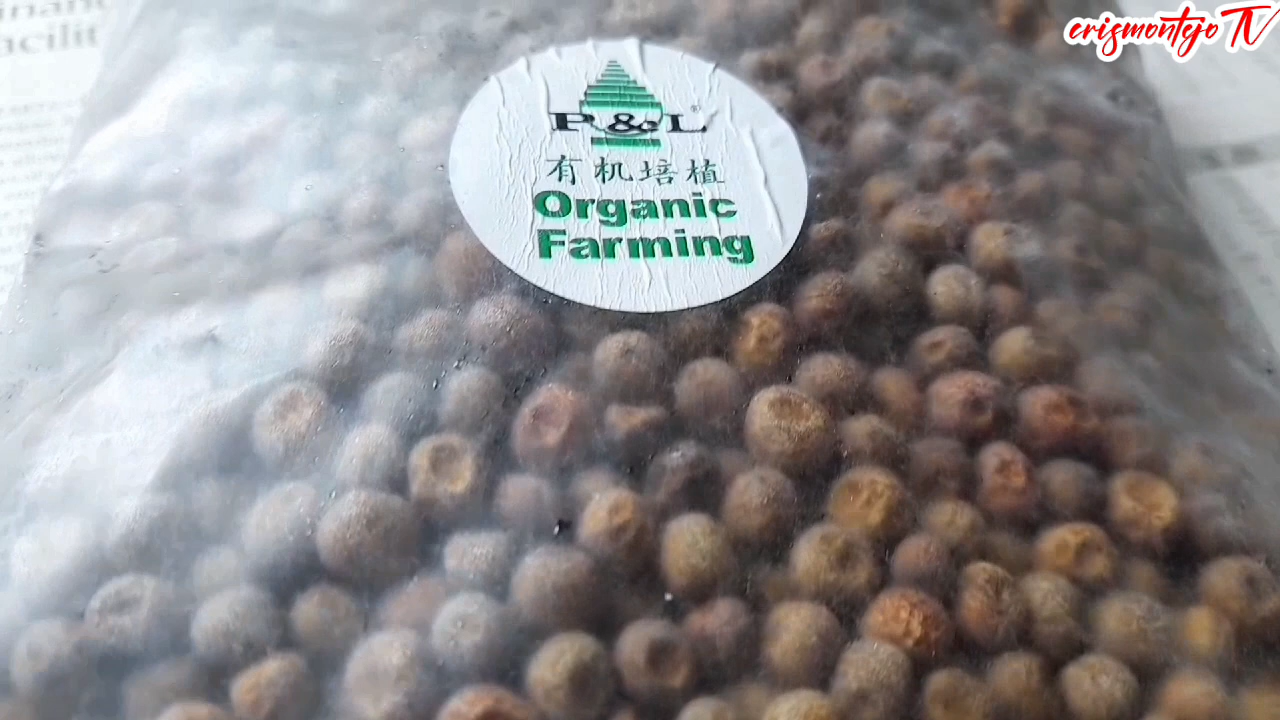 crismontejo TV
P&L®
有机培植
Organic
Farming